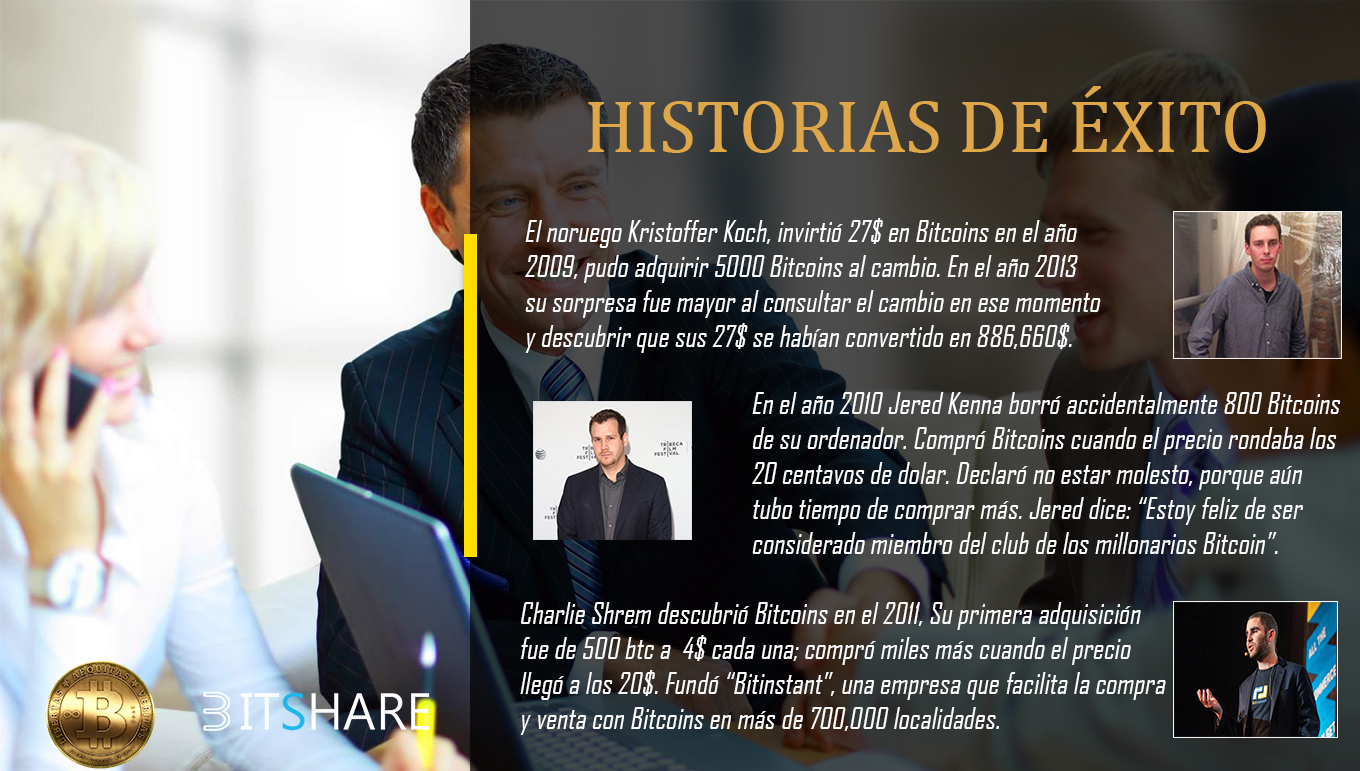 HISTORIAS DE ÉXITO
El noruego Kristoffer Koch, invirtió 27$ en Bitcoins en el año
2009, pudo adquirir 5000 Bitcoins al cambio. En el año 2013
su sorpresa fue mayor al consultar el cambio en ese momento
y descubrir que sus 27$ se habían convertido en 886,660$.
En el año 2010 Jered Kenna borró accidentalmente 800 Bitcoins
de su ordenador. Compró Bitcoins cuando el precio rondaba los
20 centavos de dolar. Declaró no estar molesto, porque aún
tubo tiempo de comprar más. Jered dice: “Estoy feliz de ser
considerado miembro del club de los millonarios Bitcoin”.
TRIBECA
FILM
FESTIVAL
Charlie Shrem descubrió Bitcoins en el 2011, Su primera adquisición
fue de 500 btc a 4$ cada una; compró miles más cuando el precio
llegó a los 20$. Fundó “Bitinstant”, una empresa que facilita la compra
y venta con Bitcoins en más de 700,000 localidades.
ALL THE
BITSHARE